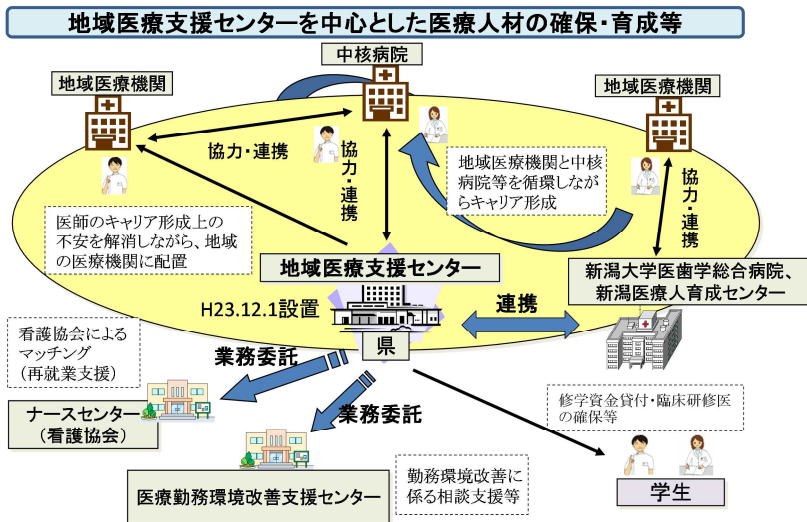 地域医療支援センターを中心とした医療人材の確保・育成等
中核病院
地域医療機関
地域医療機関
協力・連携
協力・連携
地域医療機関と中核
病院等を循環しなが
らキャリア形成
協力・連携
医師のキャリア形成上の
不安を解消しながら、地域
の医療機関に配置
地域医療支援センター
新潟大学医歯学総合病院、
新潟医療人育成センター
H23.12.1設置
連携
県
看護協会による
マッチング
(再就業支援)
業務委託
ナースセンター
(看護協会)
業務委託
修学資金貸付・臨床研修医
の確保等
医療勤務環境改善支援センター
勤務環境改善に
係る相談支援等
学生